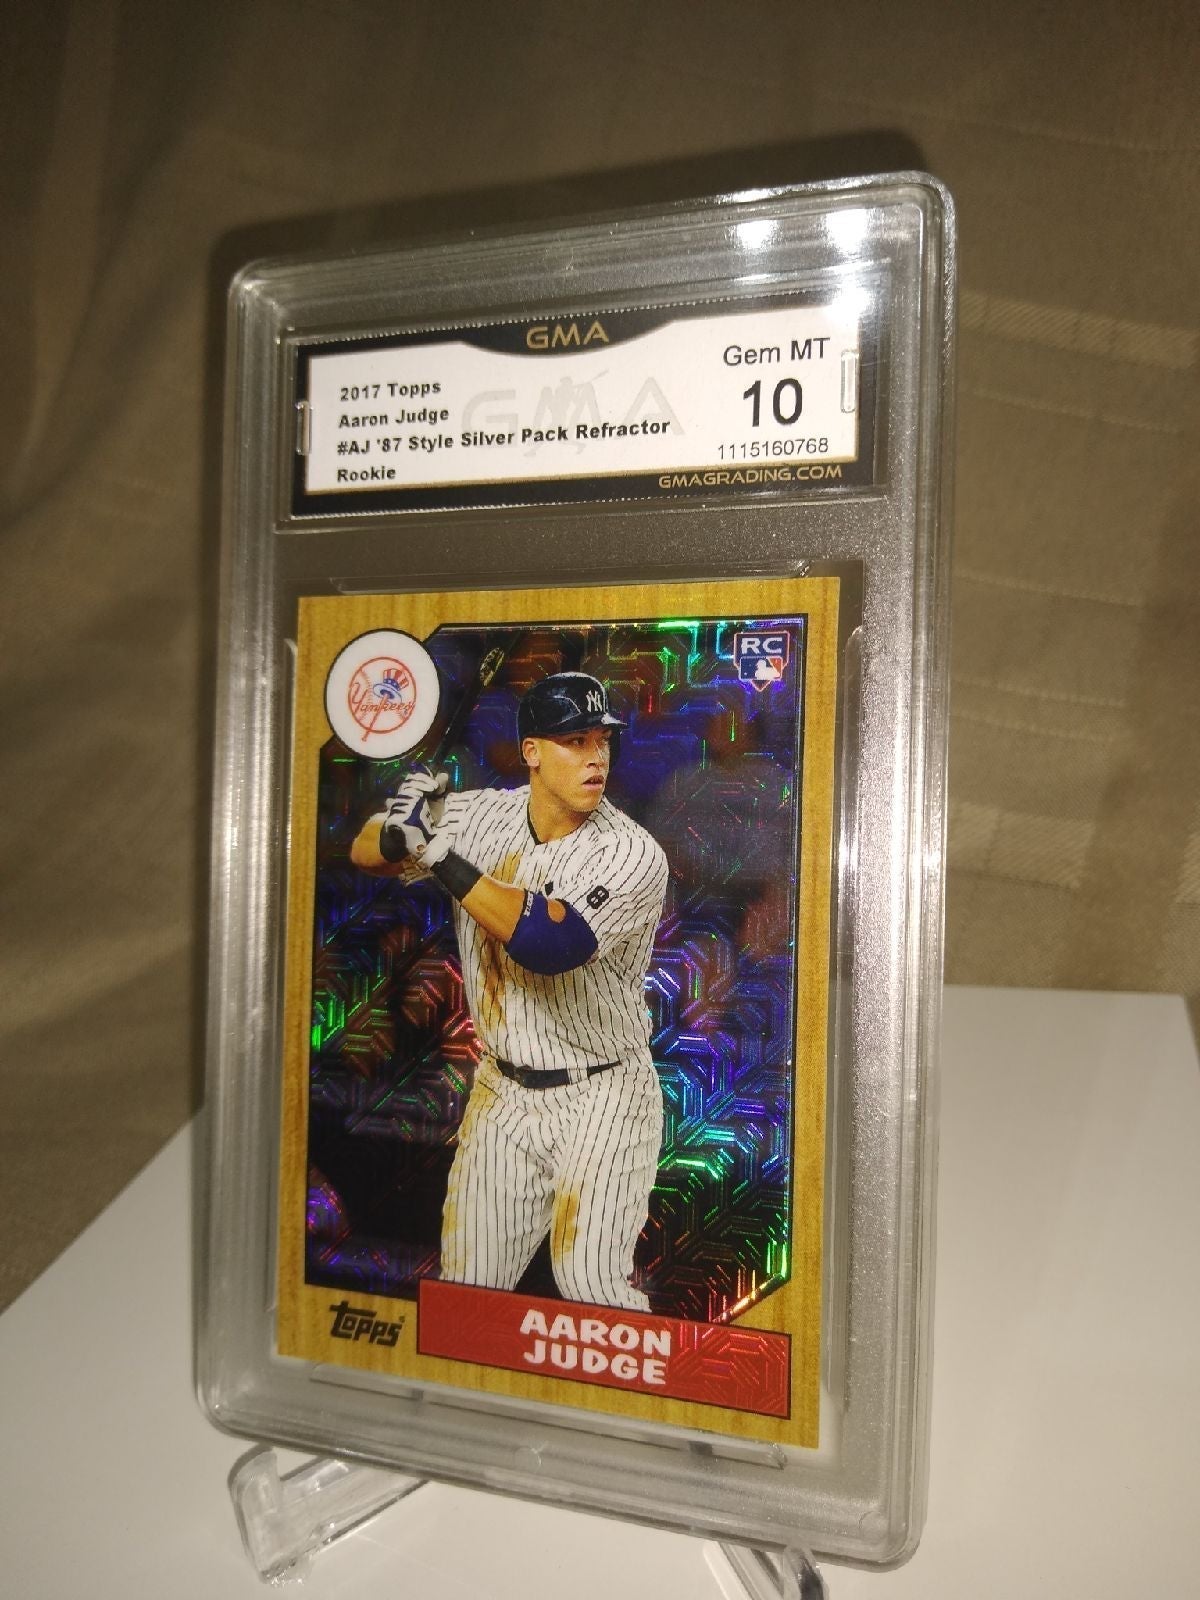 GMA
2017 Topps
Aaron Judge
#AJ '87 Style Silver Pack Refractor
Rookie
Gem MT
10
1115160768
GMAGRADING.COM
GMA
Yankees
RC
NY
8
topps
AARON
JUDGE